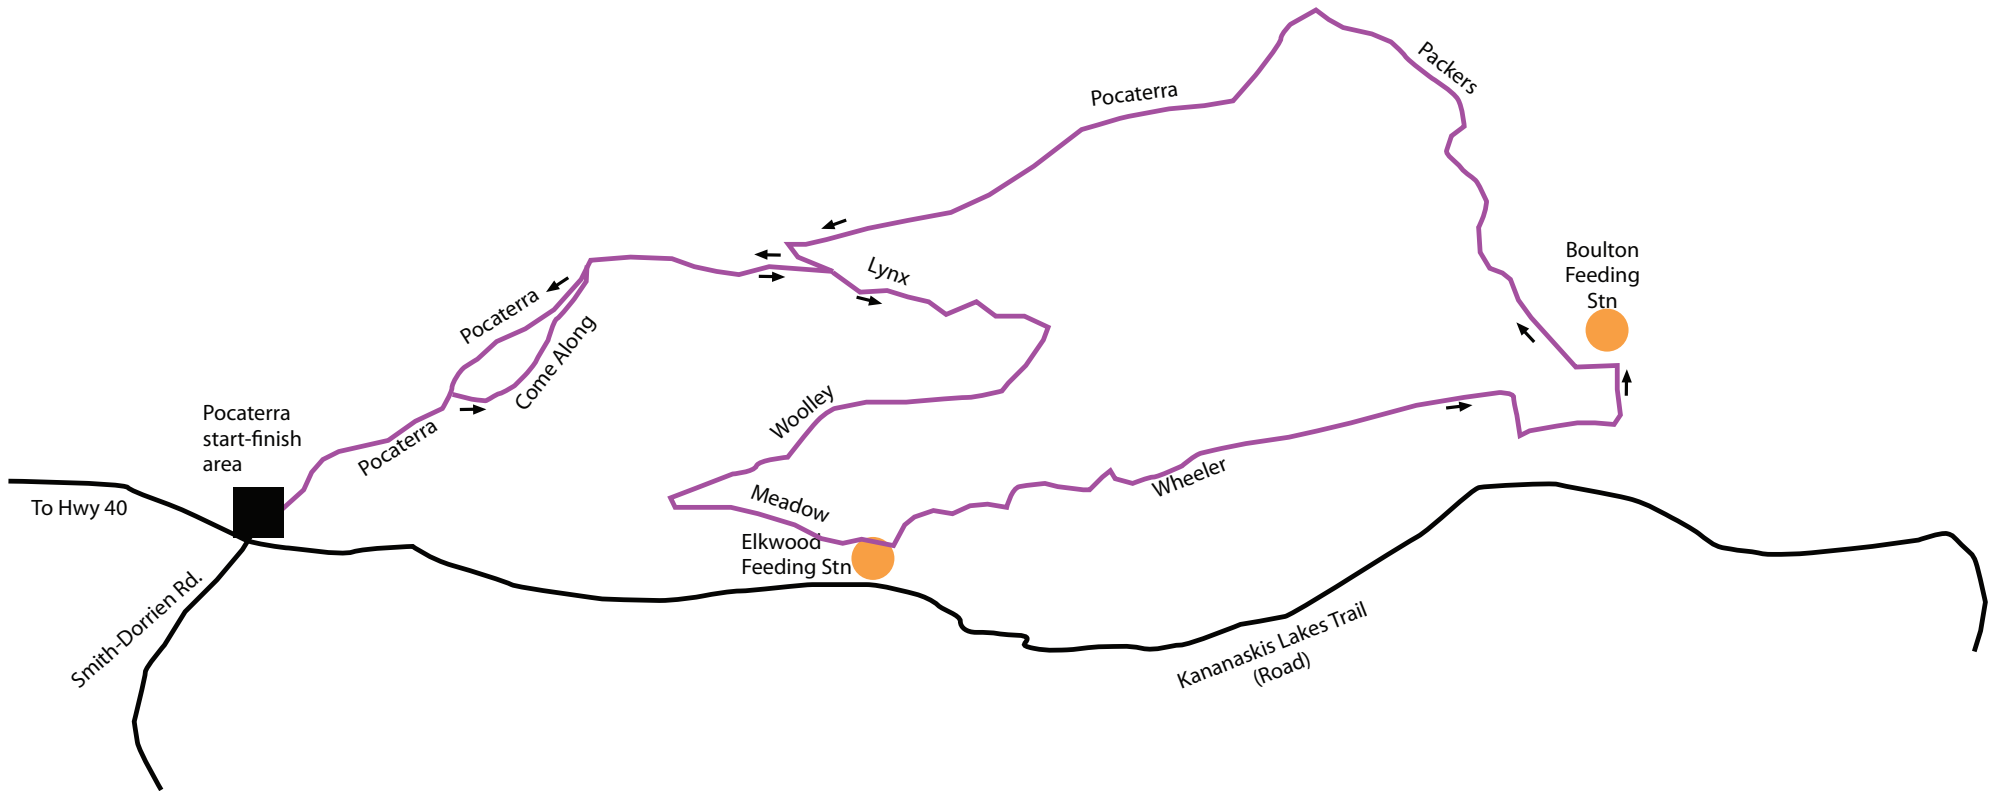 Packers
Pocaterra
Boulton
Feeding
Stn
Lynx
Pocaterra
Come Along
Woolley
Pocaterra
start-finish
area
Pocaterra
Wheeler
Meadow
To Hwy 40
Elkwood
Feeding Stn
Smith-Dorrien Rd.
Kananaskis Lakes Trail
(Road)